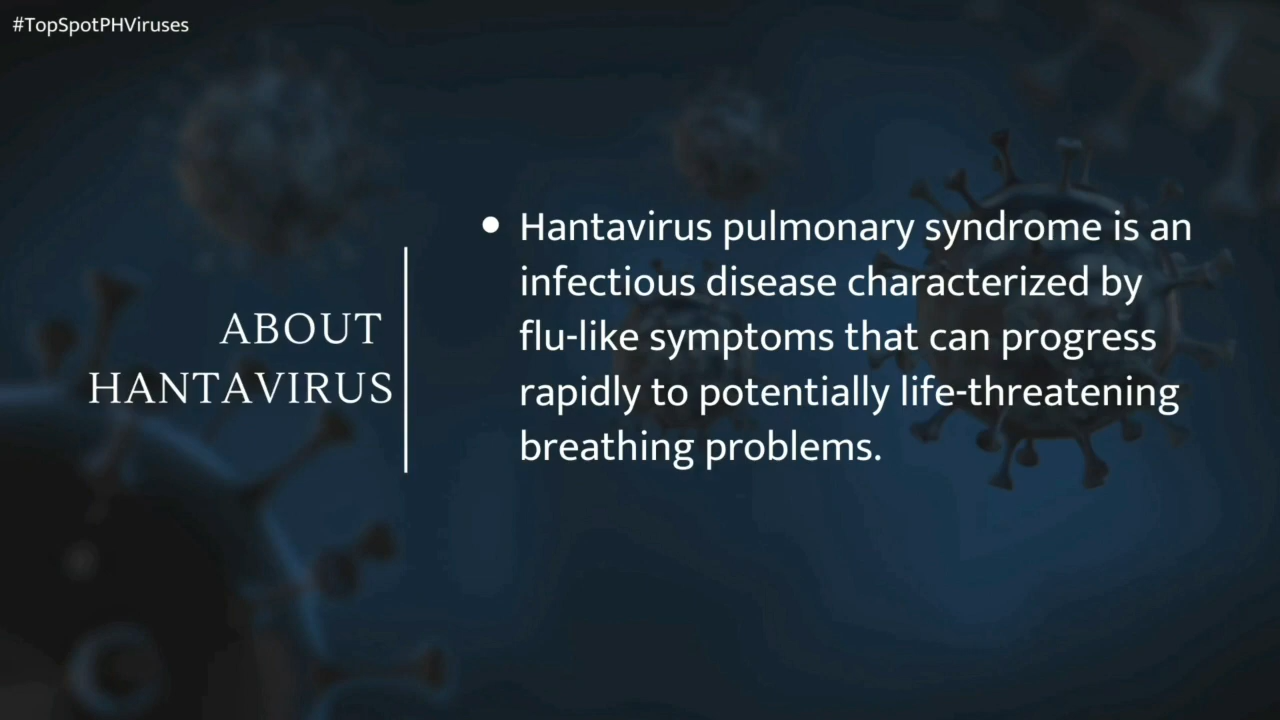 #TopSpotPHViruses
ABOUT
HANTAVIRUS
• Hantavirus pulmonary syndrome is an
infectious disease characterized by
flu-like symptoms that can progress
rapidly to potentially life-threatening
breathing problems.